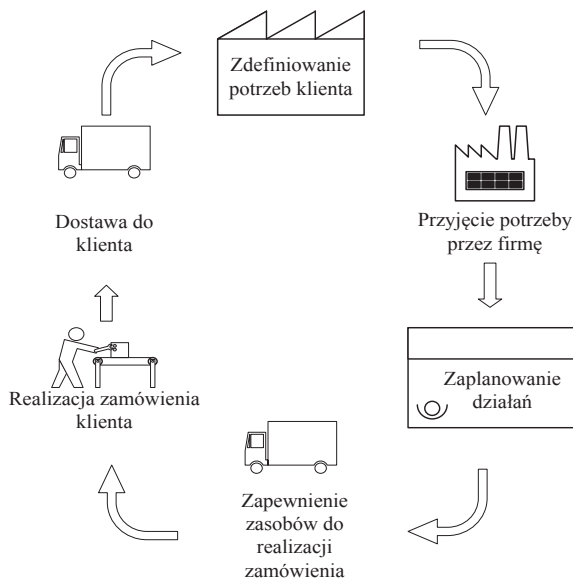 Zdefiniowanie
potrzeb klienta
Przyjęcie potrzeby
przez firmę
Zaplanowanie
działań
Zapewnienie
zasobów do
realizacji
zamówienia
Realizacja zamówienia
klienta
Dostawa do
klienta